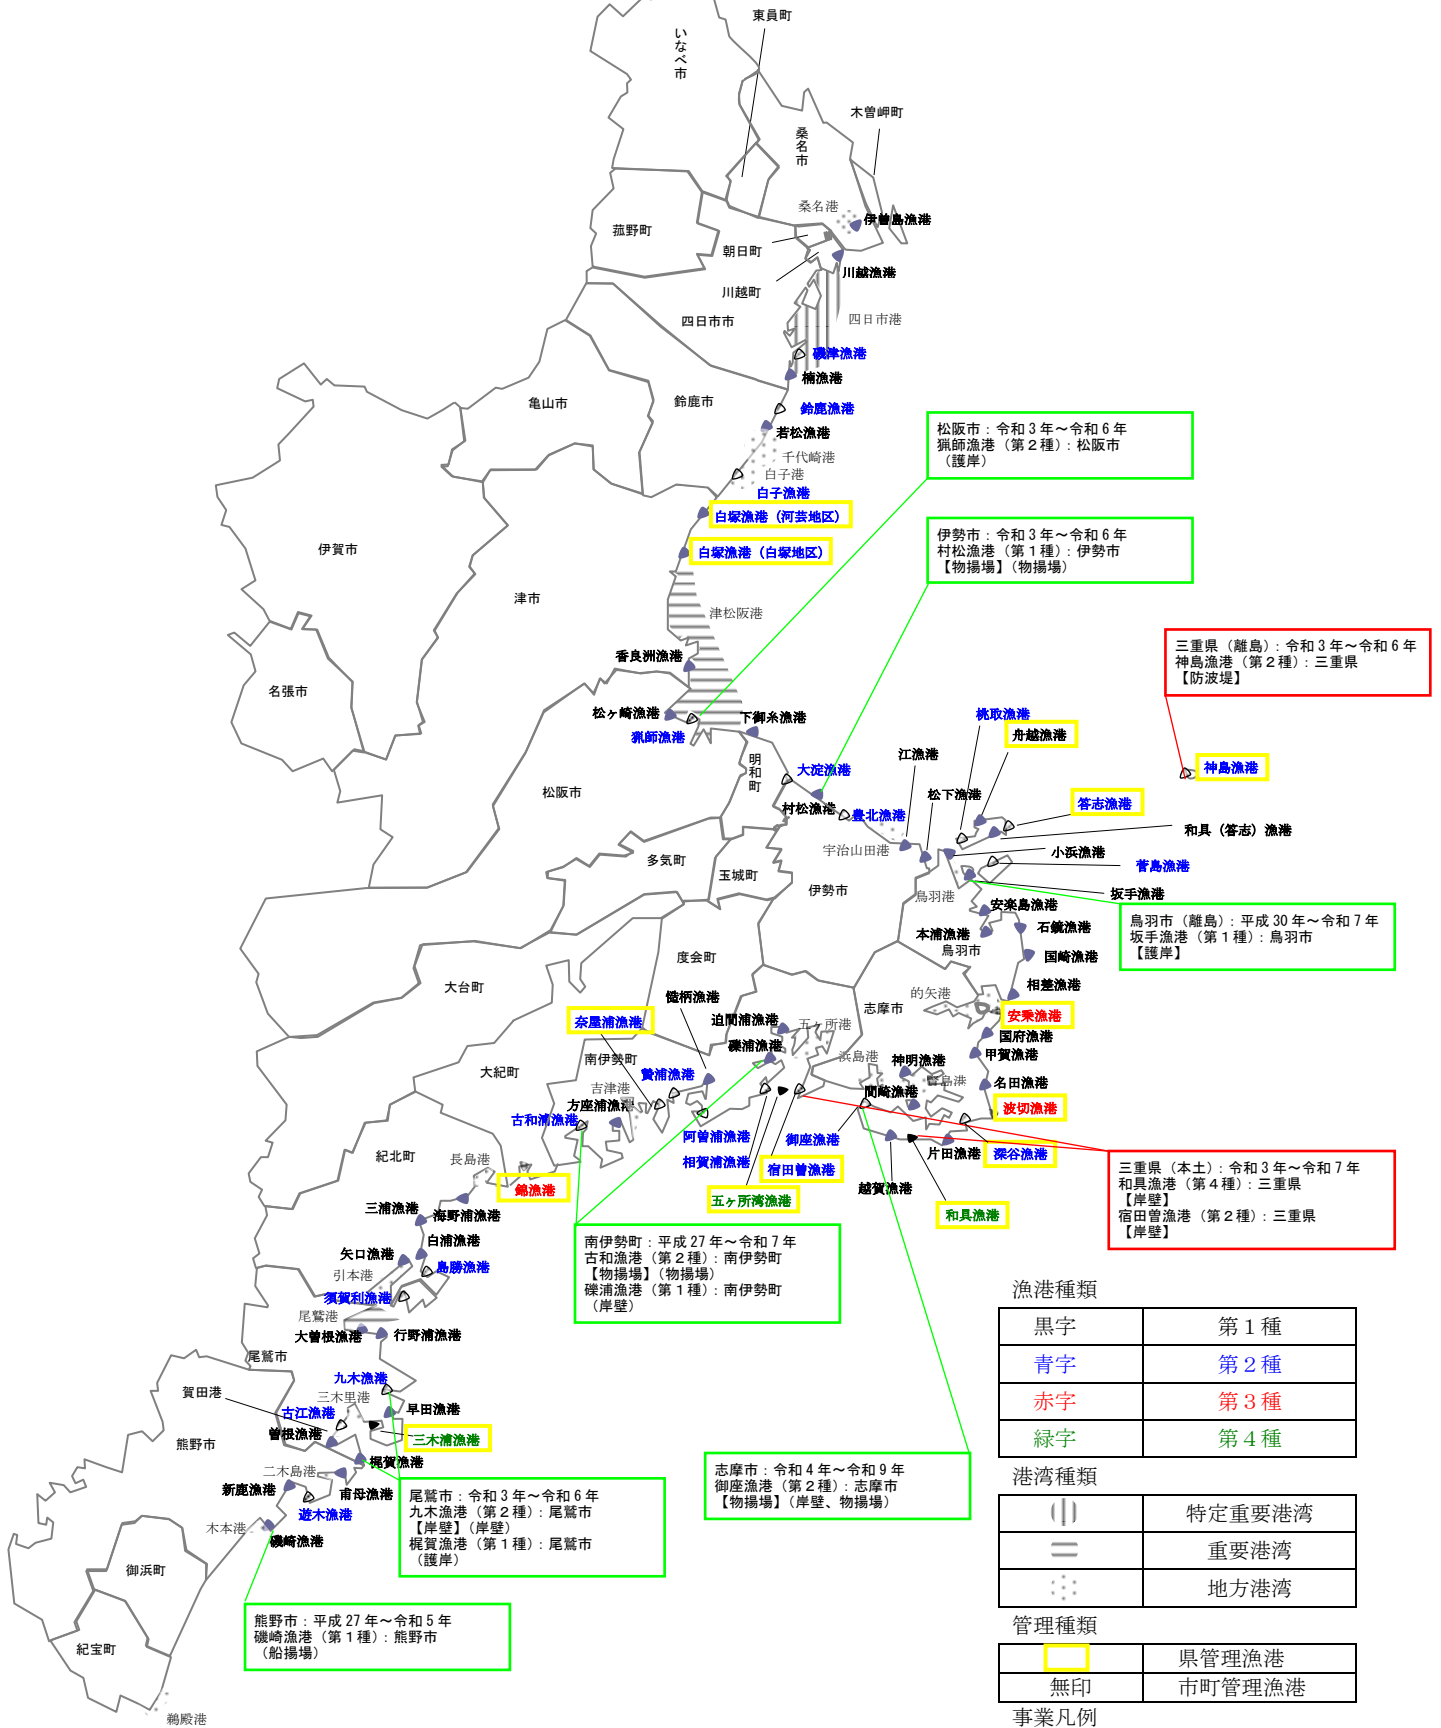 東員町
いなべ市
木曽岬町
桑名市
桑名港
伊曽島漁港
菰野町
朝日町
川越漁港
川越町
四日市市
四日市港
磯津漁港
楠漁港
亀山市
鈴鹿市
鈴鹿漁港
若松漁港
千代崎港
白子港
白子漁港
白塚漁港（河芸地区）
白塚漁港（白塚地区）
松阪市：令和３年～令和６年
猟師漁港（第２種）：松阪市
（護岸）
伊勢市：令和３年～令和６年
村松漁港（第１種）：伊勢市
【物揚場】（物揚場）
伊賀市
津市
津松阪港
香良洲漁港
名張市
松ヶ崎漁港
猟師漁港
下御糸漁港
三重県（離島）：令和３年～令和６年
神島漁港（第２種）：三重県
【防波堤】
桃取漁港
舟越漁港
江漁港
神島漁港
明和町
大淀漁港
松阪市
松下漁港
答志漁港
村松漁港
豊北漁港
和具（答志）漁港
宇治山田港
小浜漁港
菅島漁港
多気町
玉城町
伊勢市
鳥羽港
坂手漁港
安楽島漁港
鳥羽市（離島）：平成30年～令和７年
坂手漁港（第１種）：鳥羽市
【護岸】
本浦漁港
石鏡漁港
鳥羽市
国崎漁港
度会町
大台町
相差漁港
的矢港
志摩市
慥柄漁港
安乗漁港
奈屋浦漁港
迫間浦漁港
五ヶ所港
国府漁港
礫浦漁港
甲賀漁港
南伊勢町
浜島港
神明漁港
大紀町
贄浦漁港
賢島港
名田漁港
吉津港
方座浦漁港
間崎漁港
波切漁港
古和浦漁港
阿曽浦漁港
御座漁港
片田漁港
深谷漁港
紀北町
長島港
相賀浦漁港
宿田曽漁港
越賀漁港
錦漁港
五ヶ所湾漁港
和具漁港
三重県（本土）：令和３年～令和７年
和具漁港（第４種）：三重県
【岸壁】
宿田曽漁港（第２種）：三重県
【岸壁】
三浦漁港
海野浦漁港
白浦漁港
矢口漁港
島勝漁港
引本港
須賀利漁港
南伊勢町：平成27年～令和７年
古和漁港（第２種）：南伊勢町
【物揚場】（物揚場）
礫浦漁港（第１種）：南伊勢町
（岸壁）
尾鷲港
大曽根漁港
行野浦漁港
尾鷲市
九木漁港
賀田港
三木里港
古江漁港
早田漁港
曽根漁港
三木浦漁港
熊野市
梶賀漁港
二木島港
新鹿漁港
甫母漁港
遊木漁港
木本港
磯崎漁港
尾鷲市：令和３年～令和６年
九木漁港（第２種）：尾鷲市
【岸壁】（岸壁）
梶賀漁港（第１種）：尾鷲市
（護岸）
志摩市：令和４年～令和９年
御座漁港（第２種）：志摩市
【物揚場】（岸壁、物揚場）
御浜町
熊野市：平成27年～令和５年
磯崎漁港（第１種）：熊野市
（船揚場）
紀宝町
鵜殿港
漁港種類
黒字 第１種
青字 第２種
赤字 第３種
緑字 第４種
港湾種類
特定重要港湾
重要港湾
地方港湾
管理種類
県管理漁港
無印 市町管理漁港
事業凡例